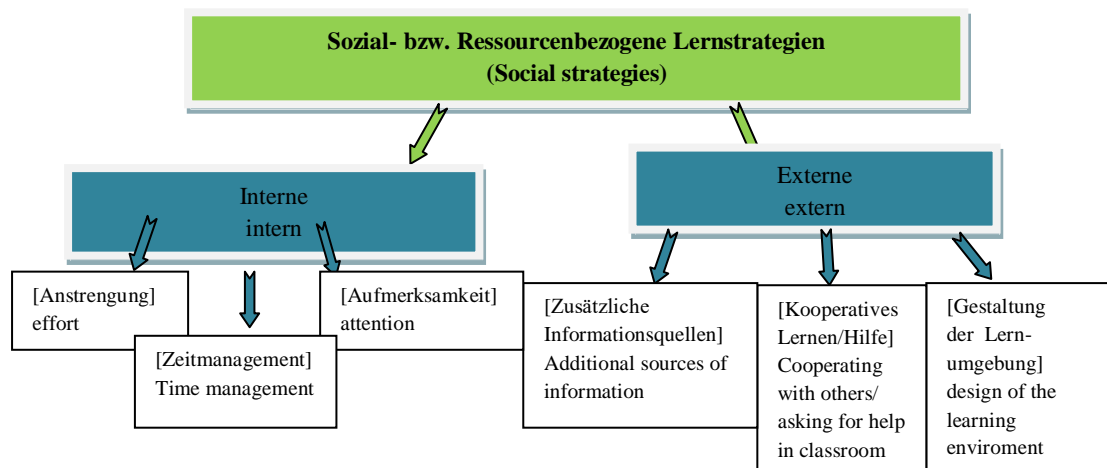 Sozial- bzw. Ressourcenbezogene Lernstrategien
(Social strategies)
Interne
intern
Externe
extern
[Anstrengung]
effort
[Zeitmanagement]
Time management
[Aufmerksamkeit]
attention
[Zusätzliche
Informationsquellen]
Additional sources of
information
[Kooperatives
Lernen/Hilfe]
Cooperating
with others/
asking for help
in classroom
[Gestaltung
der Lern-
umgebung]
design of the
learning
enviroment